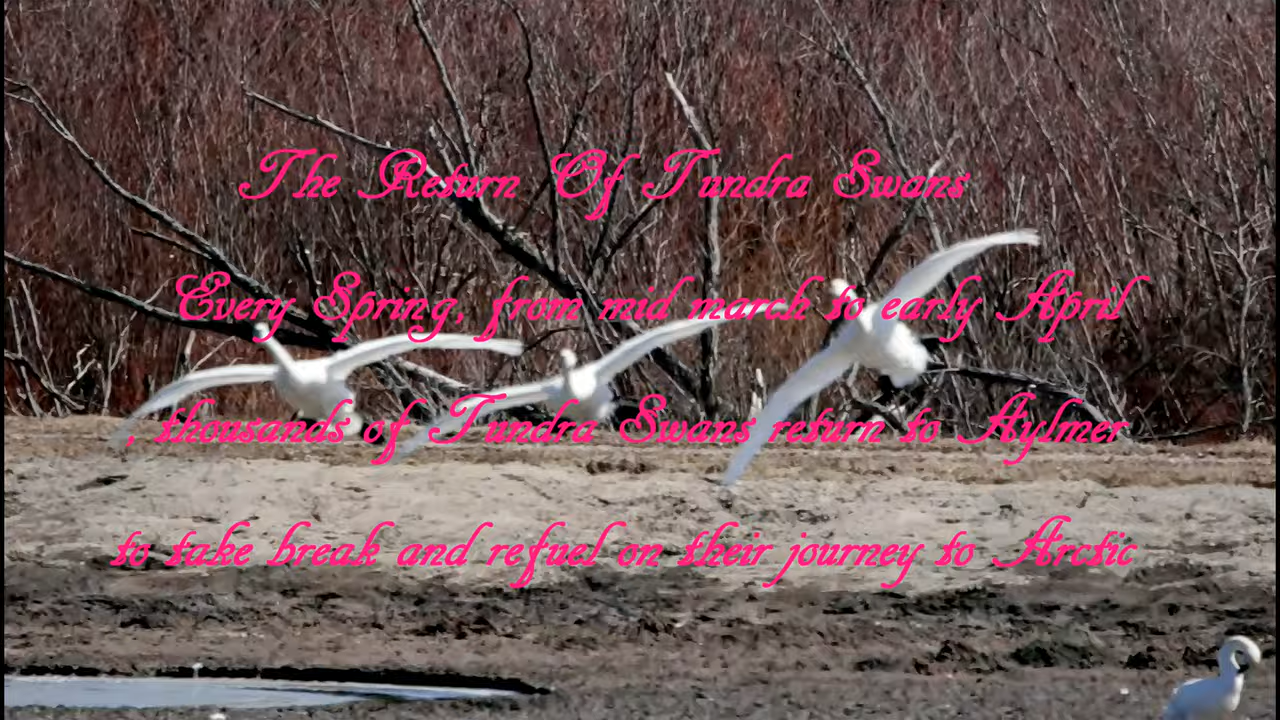 The Return Of Tundra Swans
Every Spring, from mid march to early April
, thousands of Tundra Swans return to Aylmer
to take break and refuel on their journey to Arctic